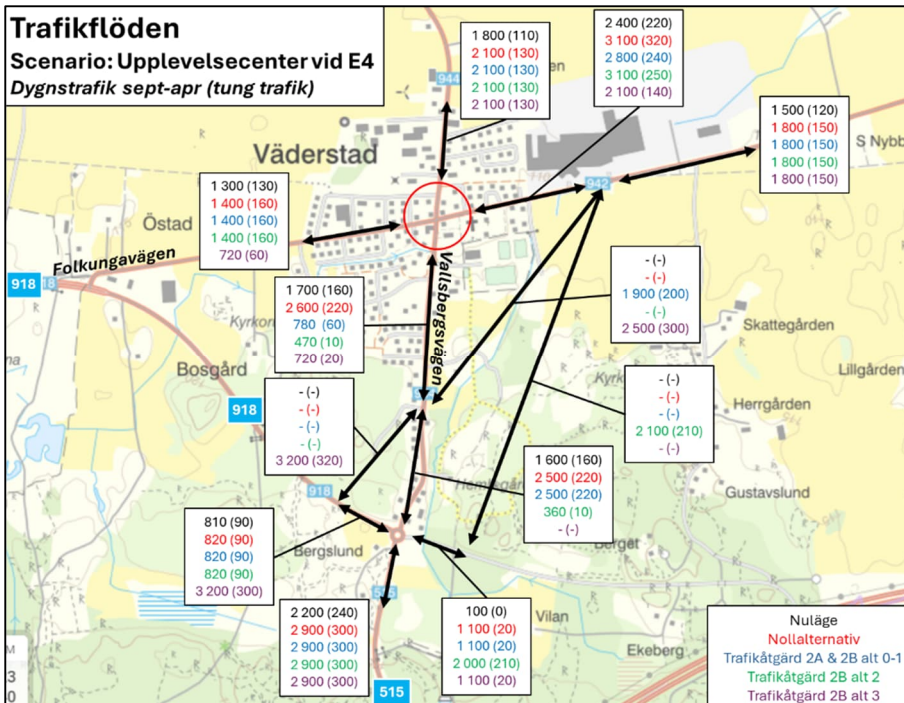 Trafikflöden
Scenario: Upplevelsecenter vid E4
Dygnstrafik sept-apr (tung trafik)
1 800 (110)
2 100 (130)
2 100 (130)
2 100 (130)
2 100 (130)
2 400 (220)
3 100 (320)
2 800 (240)
3 100 (250)
2 100 (140)
1 500 (120)
1 800 (150)
1 800 (150)
1 800 (150)
1 800 (150)
944
en
Väderstad
S Nybb
942
1 300 (130)
1 400 (160)
1 400 (160)
1 400 (160)
720 (60)
Östad
Folkungavägen
918
18
Vallsbergsvägen
1 700 (160)
2 600 (220)
780 (60)
470 (10)
720 (20)
- (-)
- (-)
1 900 (200)
- (-)
2 500 (300)
Kyrkor
Skattegården
Bosgård
Lillgården
Kyrk
918
- (-)
- (-)
- (-)
- (-)
3 200 (320)
- (-)
- (-)
- (-)
2 100 (210)
- (-)
Herrgården
1 600 (160)
2 500 (220)
2 500 (220)
360 (10)
- (-)
Gustavslund
918
810 (90)
820 (90)
820 (90)
820 (90)
3 200 (300)
Bergslund
Berget
2 200 (240)
2 900 (300)
2 900 (300)
2 900 (300)
2 900 (300)
100 (0)
1 100 (20)
1 100 (20)
2 000 (210)
1 100 (20)
Vilan
Ekeberg
515
M
3
0
Nuläge
Nollalternativ
Trafikåtgärd 2A & 2B alt 0-1
Trafikåtgärd 2B alt 2
Trafikåtgärd 2B alt 3